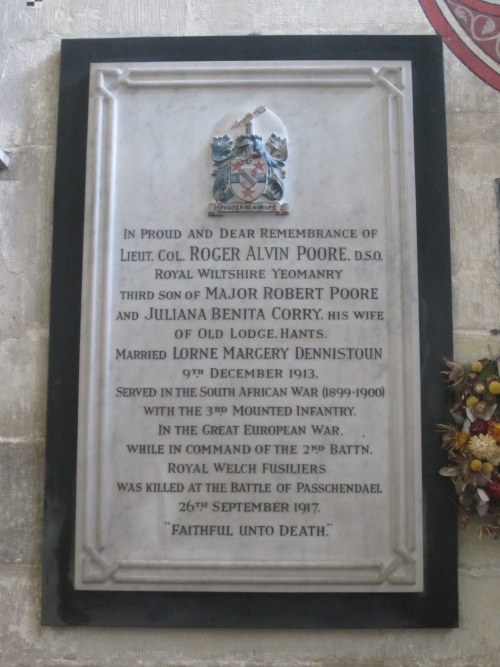 IN PROUD AND DEAR REMEMBRANCE OF
LIEUT. COL. ROGER ALVIN POORE. D.S.O.
ROYAL WILTSHIRE YEOMANRY
THIRD SON OF MAJOR ROBERT POORE
AND JULIANA BENITA CORRY. HIS WIFE
OF OLD LODGE. HANTS.
MARRIED LORNE MARGERY DENNISTOUN
9TH DECEMBER 1913.
SERVED IN THE SOUTH AFRICAN WAR (1899-1900)
WITH THE 3RD MOUNTED INFANTRY.
IN THE GREAT EUROPEAN WAR.
WHILE IN COMMAND OF THE 2ND BATTN.
ROYAL WELCH FUSILIERS
WAS KILLED AT THE BATTLE OF PASSCHENDAEL
26TH SEPTEMBER 1917.
"FAITHFUL UNTO DEATH."